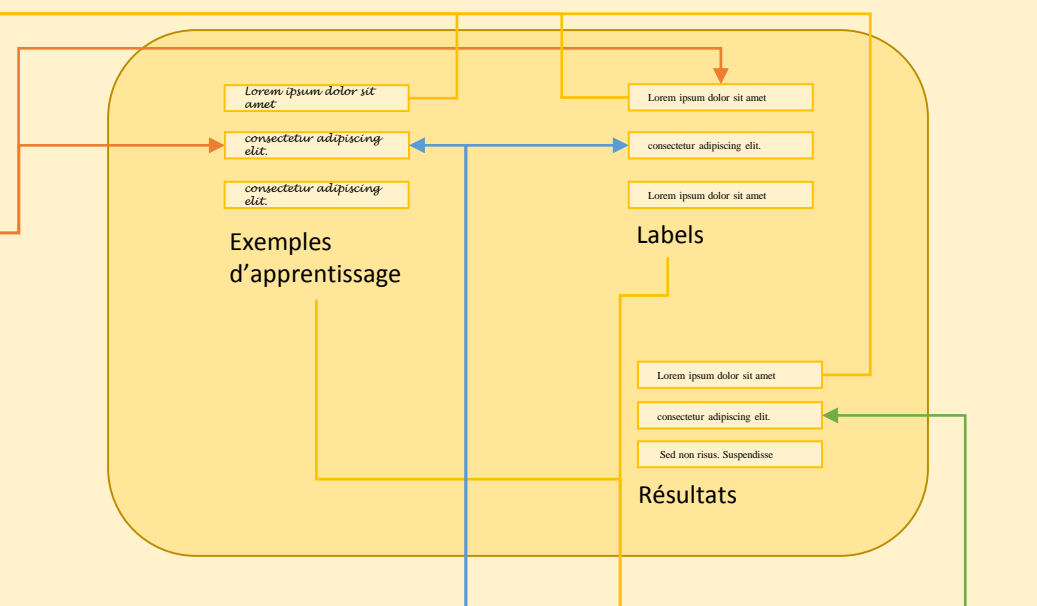 Lorem ipsum dolor sit
amet
consectetur adipiscing
elit.
consectetur adipiscing
elit.
Exemples
d’apprentissage
Lorem ipsum dolor sit amet
consectetur adipiscing elit.
Lorem ipsum dolor sit amet
Labels
Lorem ipsum dolor sit amet
consectetur adipiscing elit.
Sed non risus. Suspendisse
Résultats